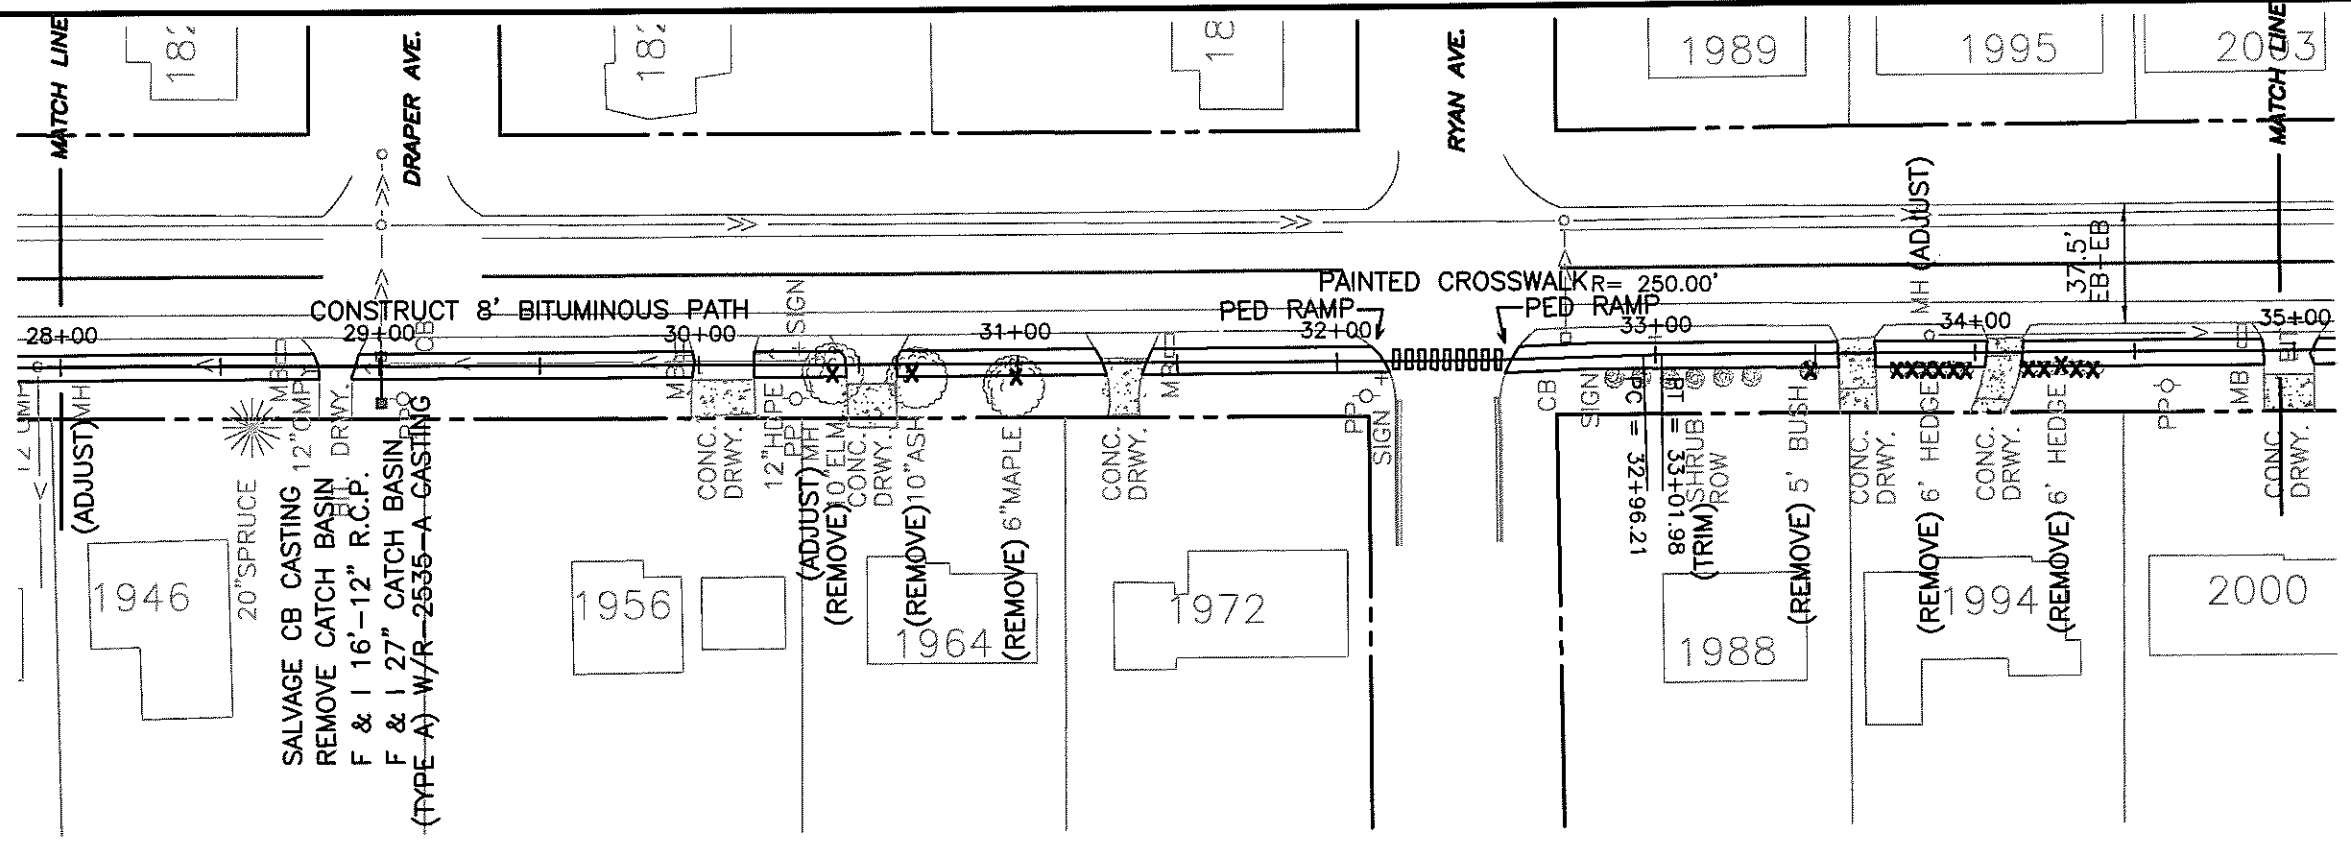 MATCH LINE
DRAPER AVE.
RYAN AVE.
1989
1995
2003
MATCH LINE
MH (ADJUST)
37.5'
EB-EB
PAINTED CROSSWALK
R= 250.00'
CONSTRUCT 8' BITUMINOUS PATH
SIGN
PED RAMP
PED RAMP
28+00
29+00
CB
30+00
31+00
32+00
33+00
34+00
35+00
MH
(ADJUST)
20"SPRUCE
12"CMP
BIT.
DRWY.
PP
SALVAGE CB CASTING
REMOVE CATCH BASIN
F & I 16'-12" R.C.P.
F & I 27" CATCH BASIN
(TYPE A) W/R-2535-A CASTING
CONC.
DRWY.
12"HDPE
PP
MH
(ADJUST)
10"ELM
(REMOVE)
CONC.
DRWY.
10"ASH
(REMOVE)
6"MAPLE
(REMOVE)
CONC.
DRWY.
PP
SIGN
CB
SIGN
PC = 32+96.21
BT = 33+01.98
SHRUB
ROW
(TRIM)
5' BUSH
(REMOVE)
CONC.
DRWY.
6' HEDGE
(REMOVE)
CONC.
DRWY.
6' HEDGE
(REMOVE)
PP
MB
CONC.
DRWY.
1946
1956
1964
1972
1988
1994
2000